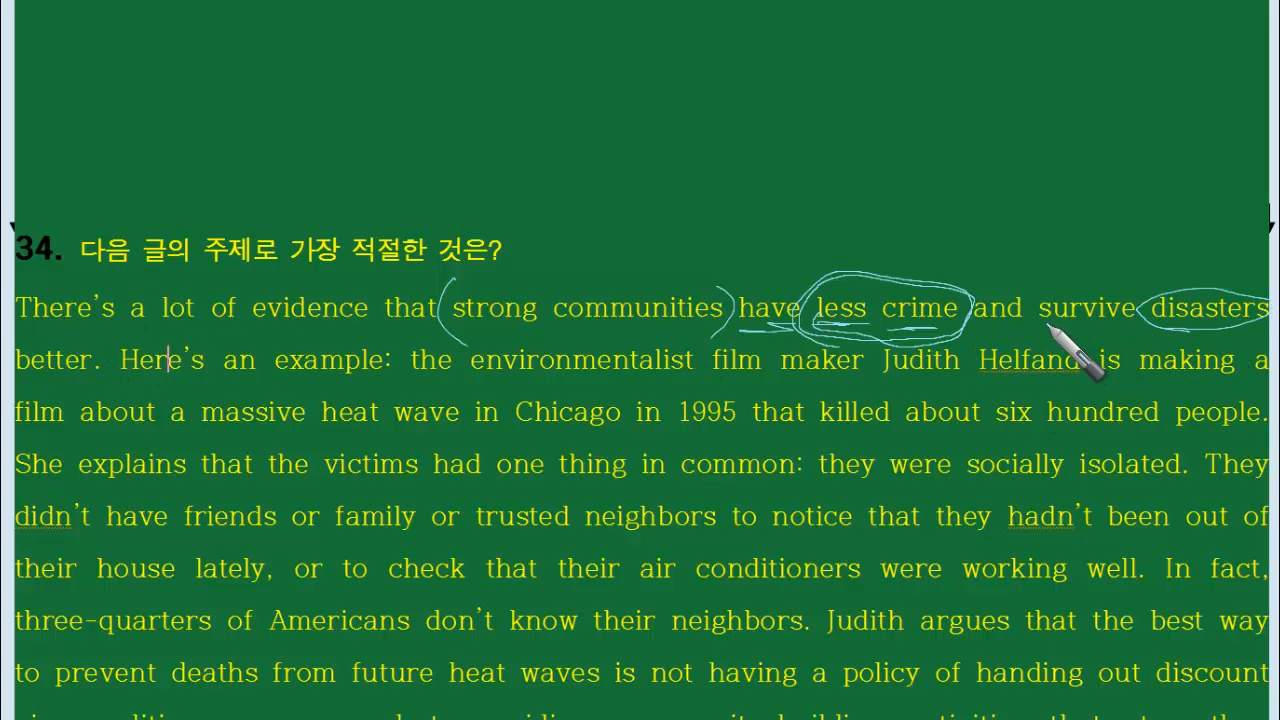 34. 다음 글의 주제로 가장 적절한 것은?
There's a lot of evidence that strong communities have less crime and survive disasters
better. Here's an example: the environmentalist film maker Judith Helfand is making a
film about a massive heat wave in Chicago in 1995 that killed about six hundred people.
She explains that the victims had one thing in common: they were socially isolated. They
didn't have friends or family or trusted neighbors to notice that they hadn't been out of
their house lately, or to check that their air conditioners were working well. In fact,
three-quarters of Americans don't know their neighbors. Judith argues that the best way
to prevent deaths from future heat waves is not having a policy of handing out discount